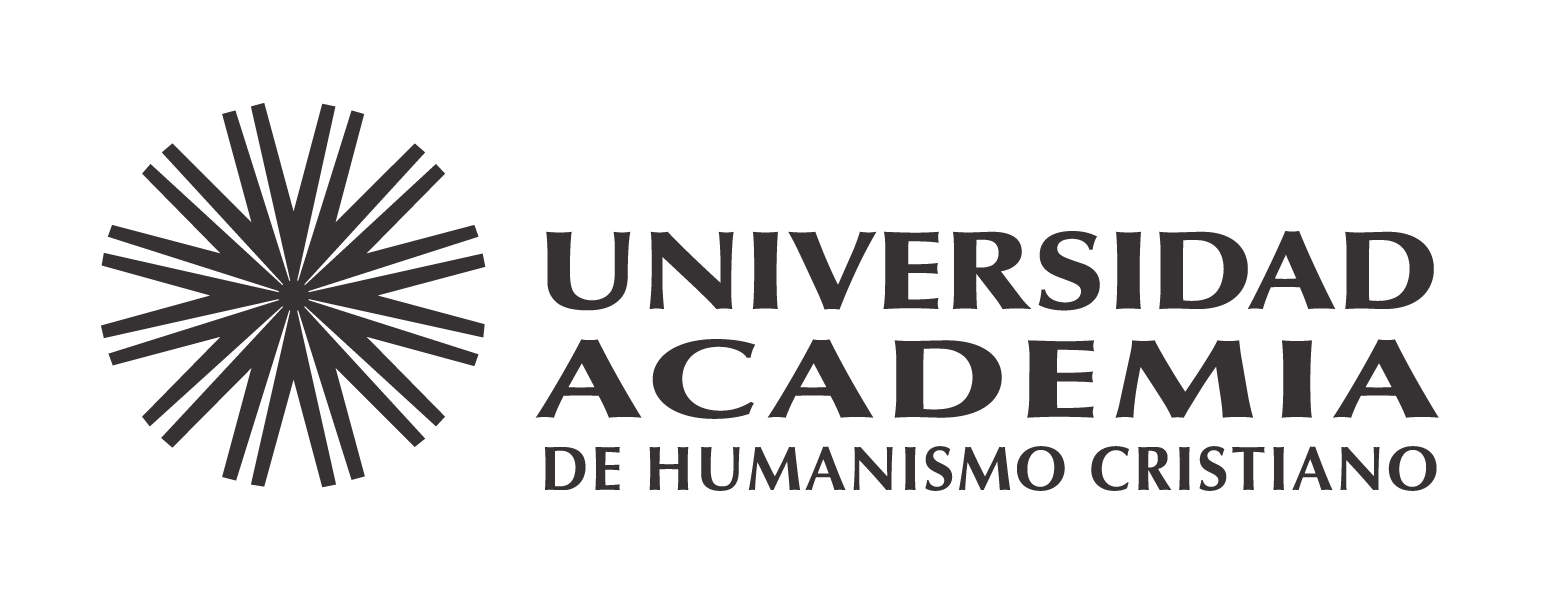 UNIVERSIDAD
ACADEMIA
DE HUMANISMO CRISTIANO